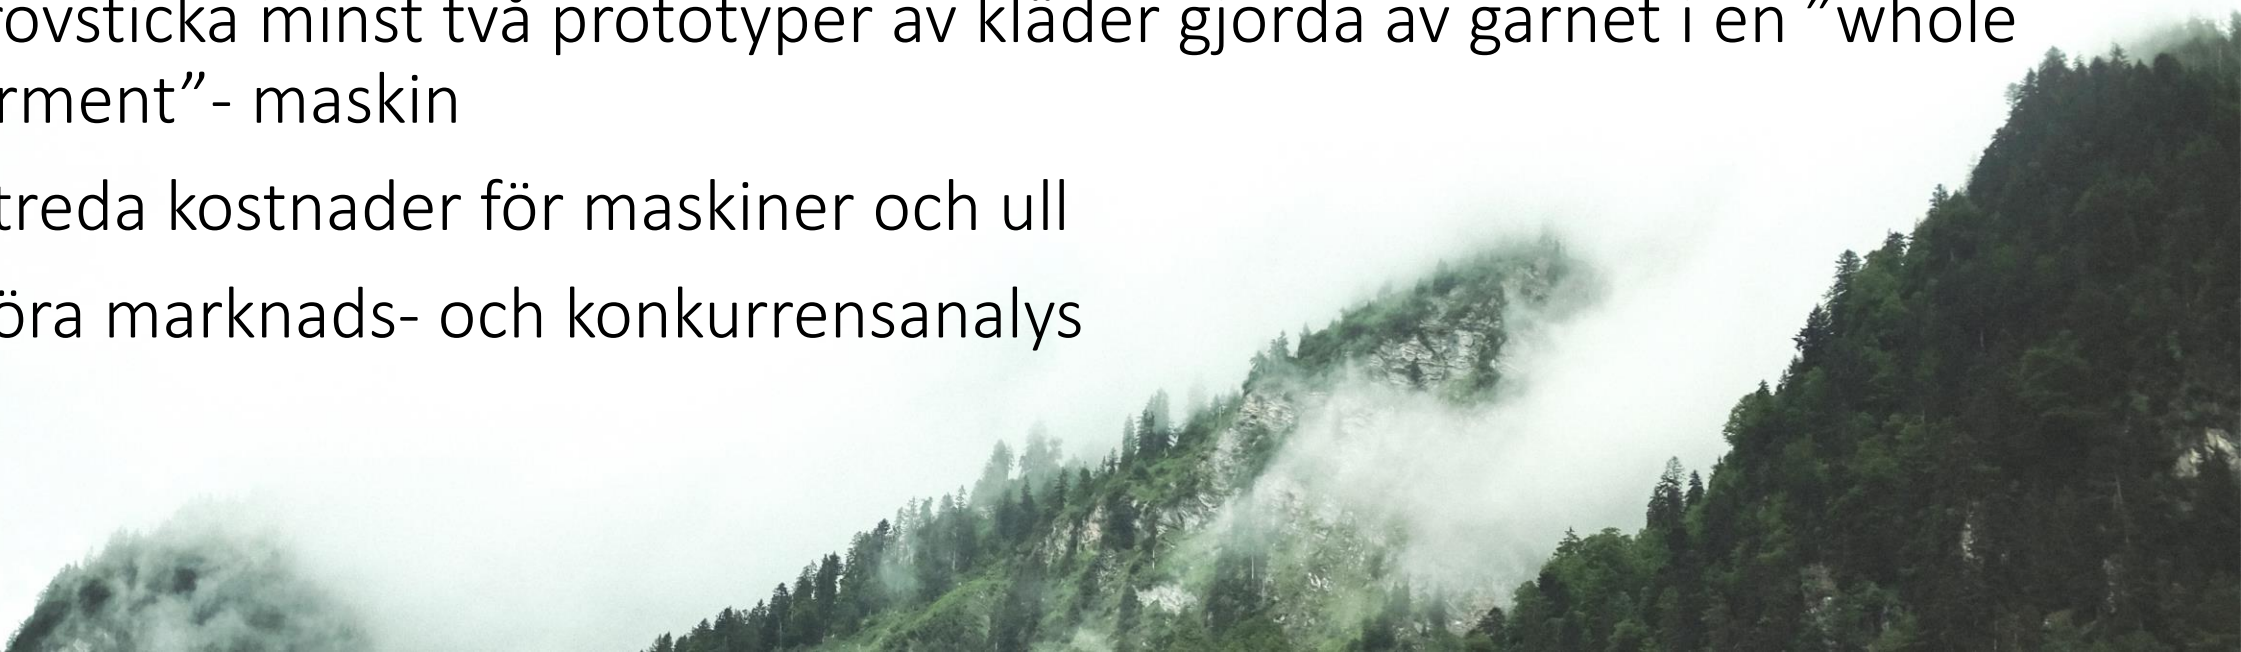 rovsticka minst två prototyper av kläder gjorda av garnet i en ”whole
rment”- maskin
treda kostnader för maskiner och ull
öra marknads- och konkurrensanalys